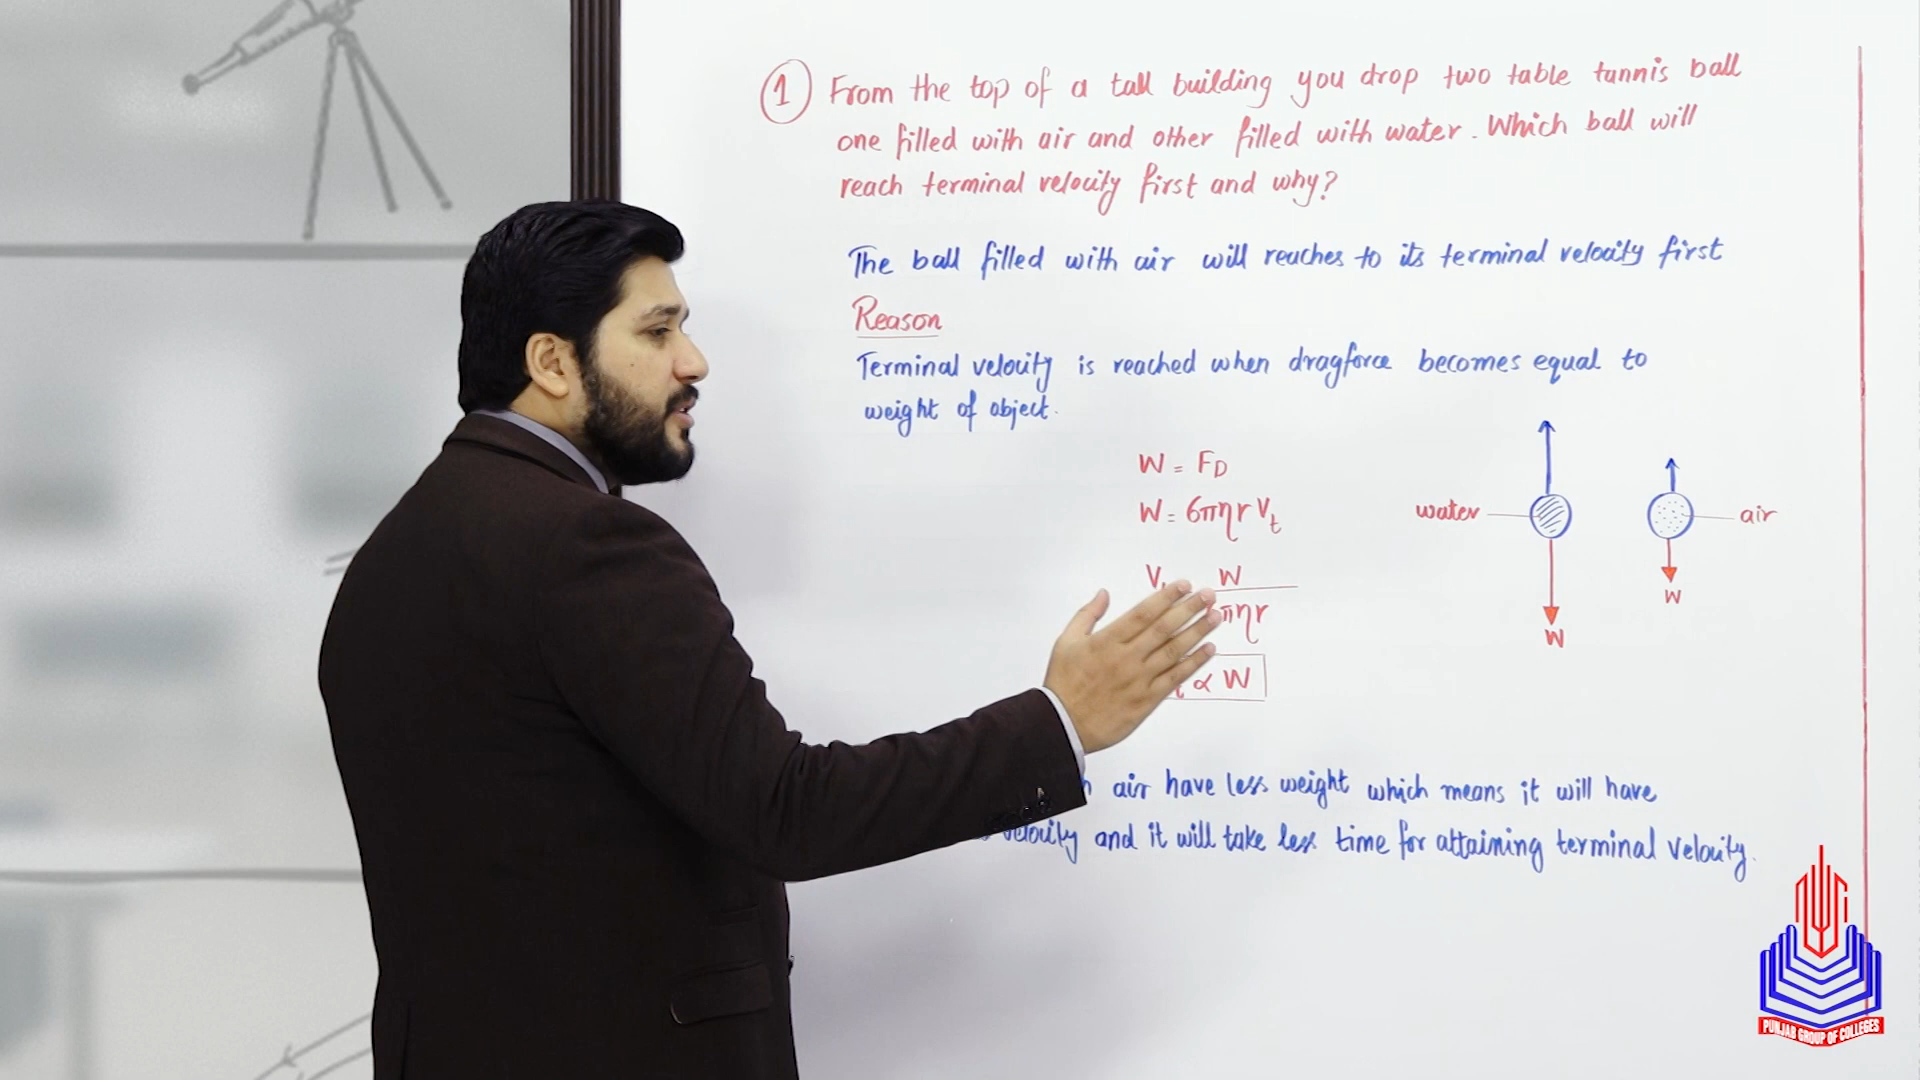 1 From the top of a tall building you drop two table tunnis ball
one filled with air and other filled with water. Which ball will
reach terminal velocity first and why?
The ball filled with air will reaches to its terminal velocity first
Reason
Terminal velocity is reached when dragforce becomes equal to
weight of object.
W = FD
W = 6πηr Vt
V W
πηr
∝ W
water
air
W
W
air have less weight which means it will have
velocity and it will take less time for attaining terminal velocity.
PUNJAB GROUP OF COLLEGES